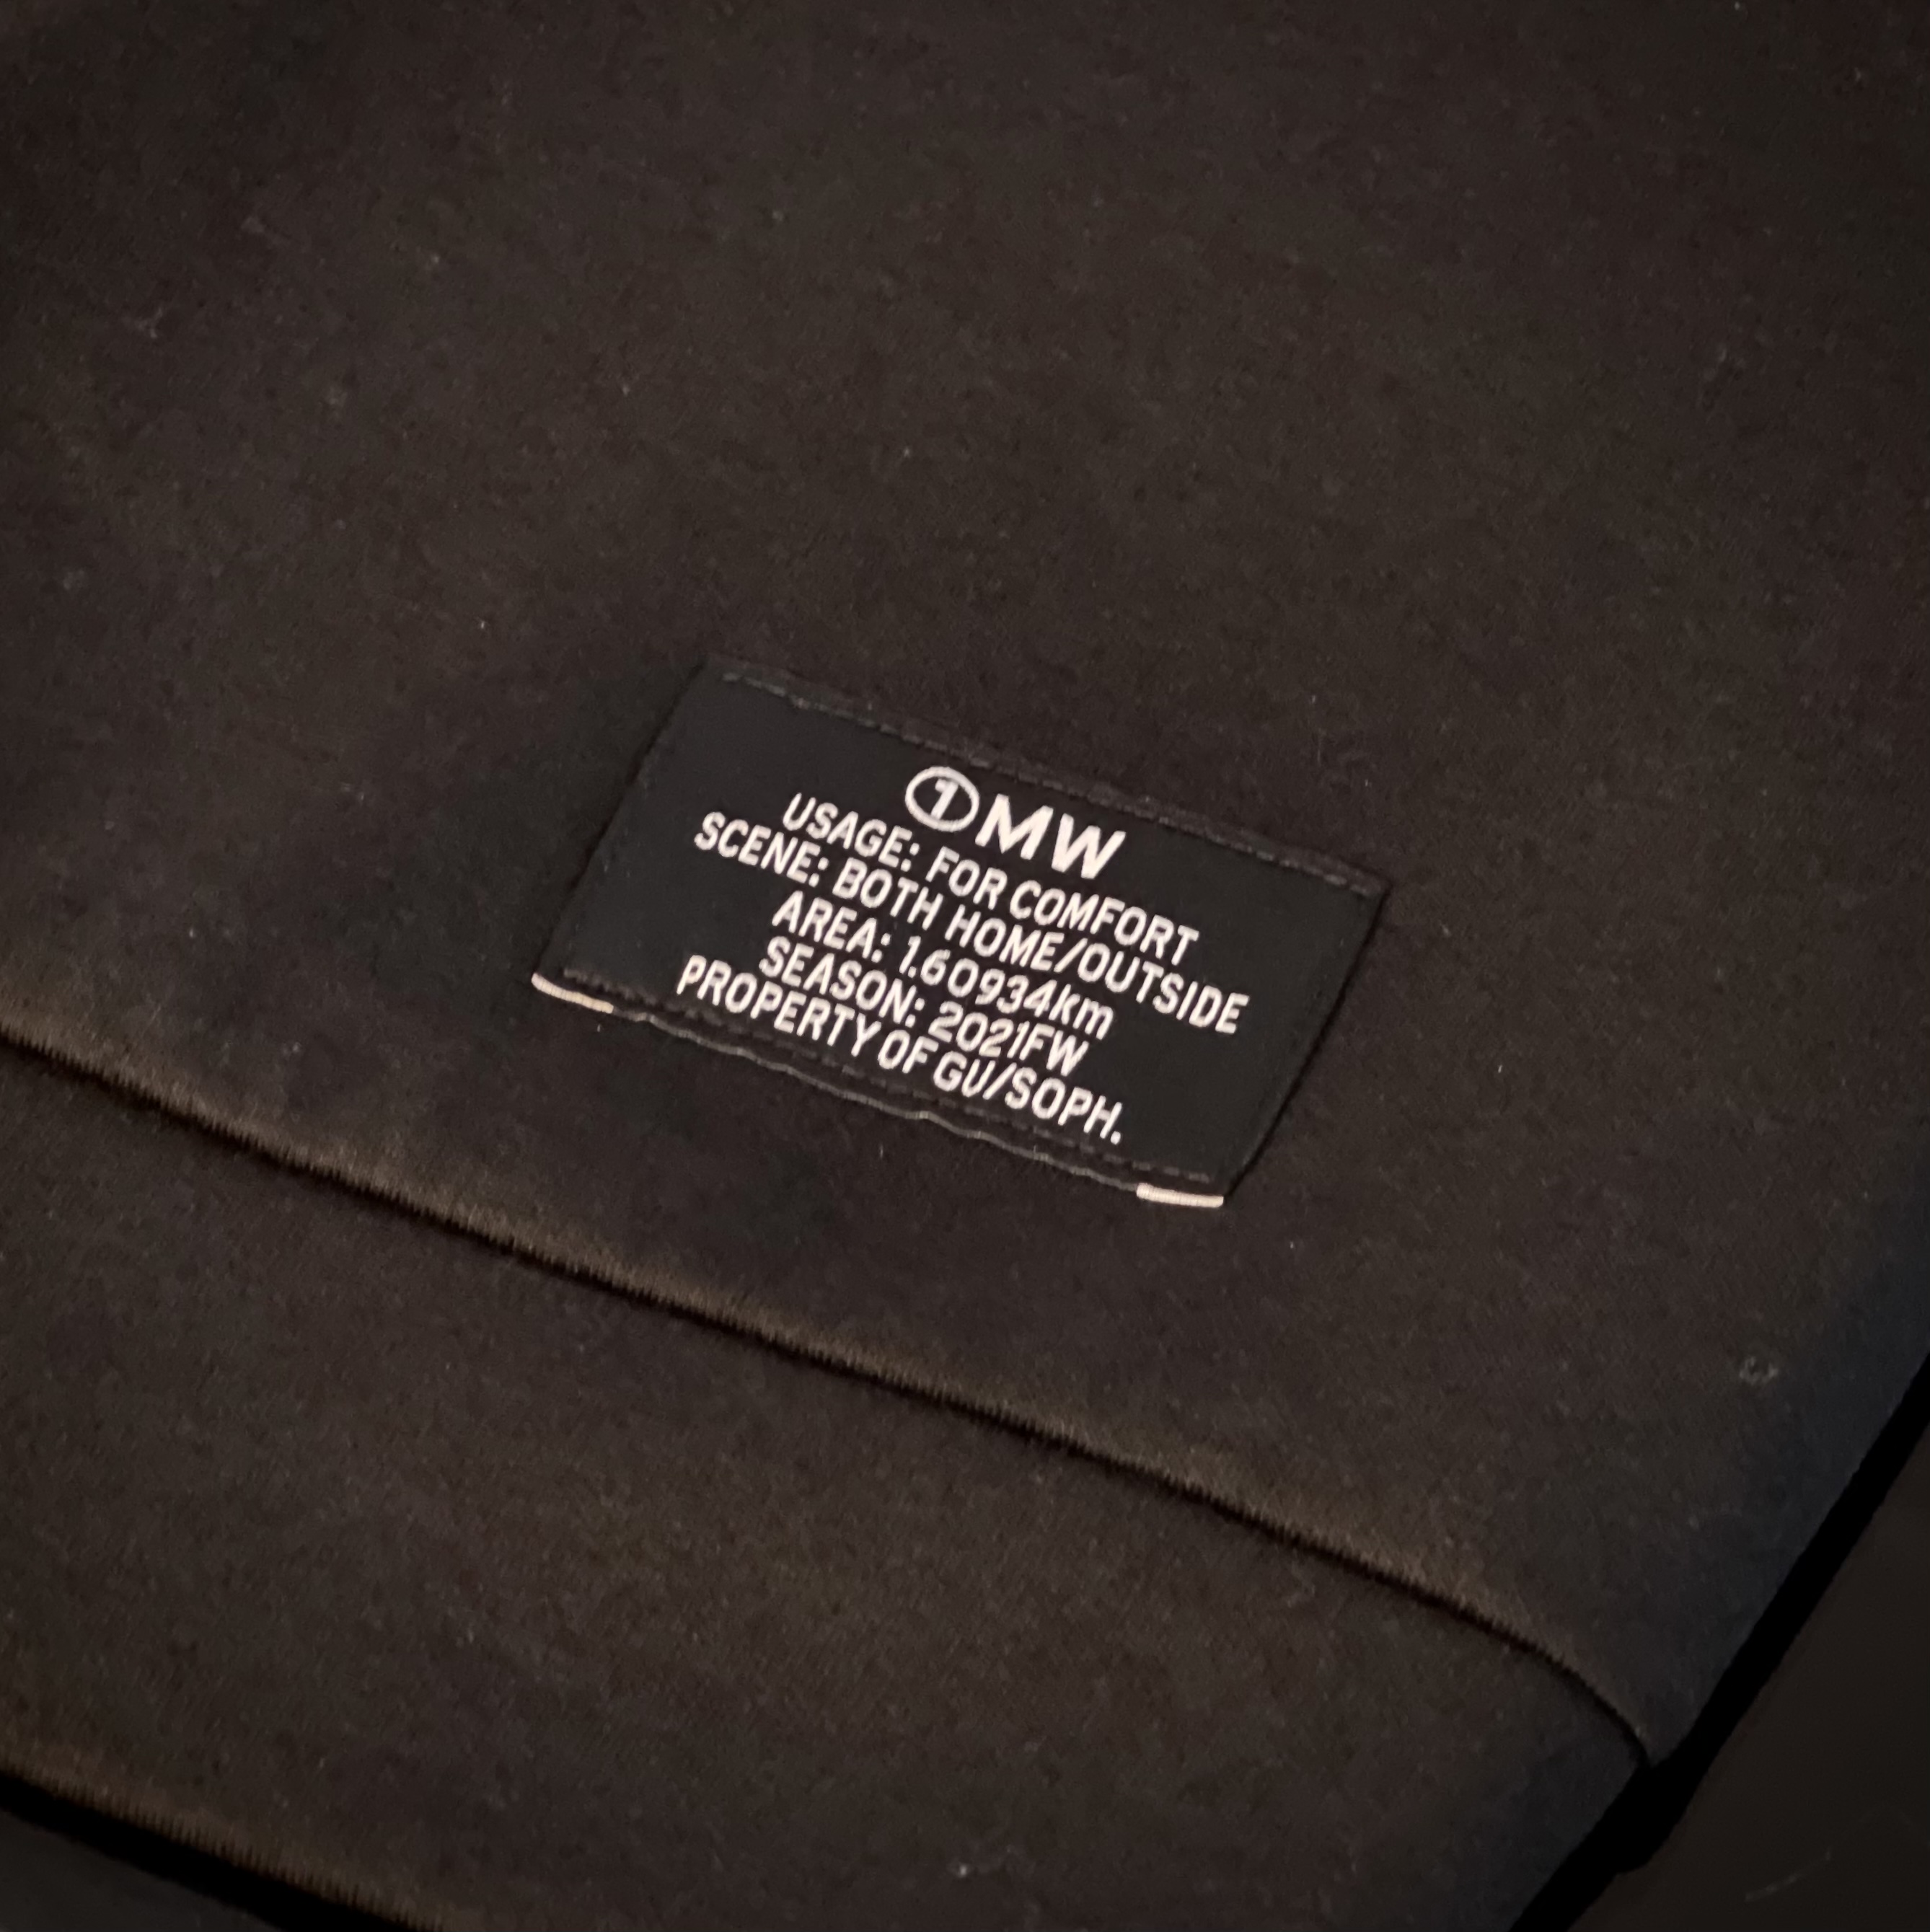 ①MW
USAGE: FOR COMFORT
SCENE: BOTH HOME/OUTSIDE
AREA: 1.60934km
SEASON: 2021FW
PROPERTY OF GU/SOPH.